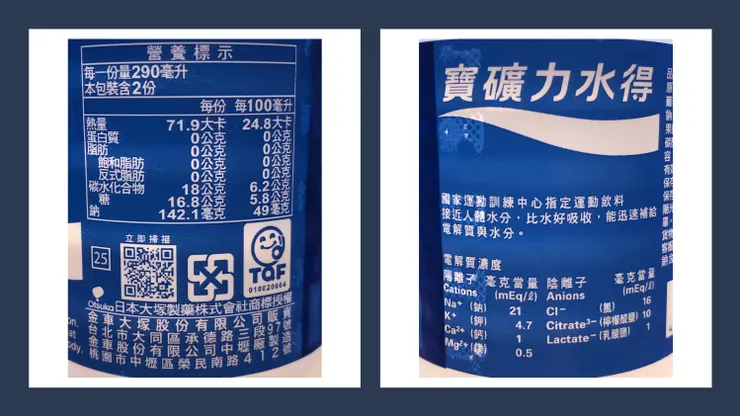 營養標示
每一份量290毫升
本包裝含2份
每份 每100毫升
熱量 71.9大卡 24.8大卡
蛋白質 0公克 0公克
脂肪 0公克 0公克
飽和脂肪 0公克 0公克
反式脂肪 0公克 0公克
碳水化合物 18公克 6.2公克
糖 16.8公克 5.8公克
鈉 142.1毫克 49毫克
立即掃描
25
TQF
010020064
Otsuka 日本大塚製藥株式會社商標授權
金車大塚股份有限公司販賣
台北市大同區承德路三段97號
金車股份有限公司中壢廠製造
桃園市中壢區榮民南路412號
on.
at
ody.
寶礦力水得
國家運動訓練中心指定運動飲料
接近人體水分，比水好吸收，能迅速補給
電解質與水分。
電解質濃度
陽離子 毫克當量 陰離子 毫克當量
Cations (mEq/ℓ) Anions (mEq/ℓ)
Na⁺ (鈉) 21 Cl⁻ (氯) 16
K⁺ (鉀) 4.7 Citrate³⁻ (檸檬酸鹽) 10
Ca²⁺ (鈣) 1 Lactate⁻ (乳酸鹽) 1
Mg²⁺ (鎂) 0.5